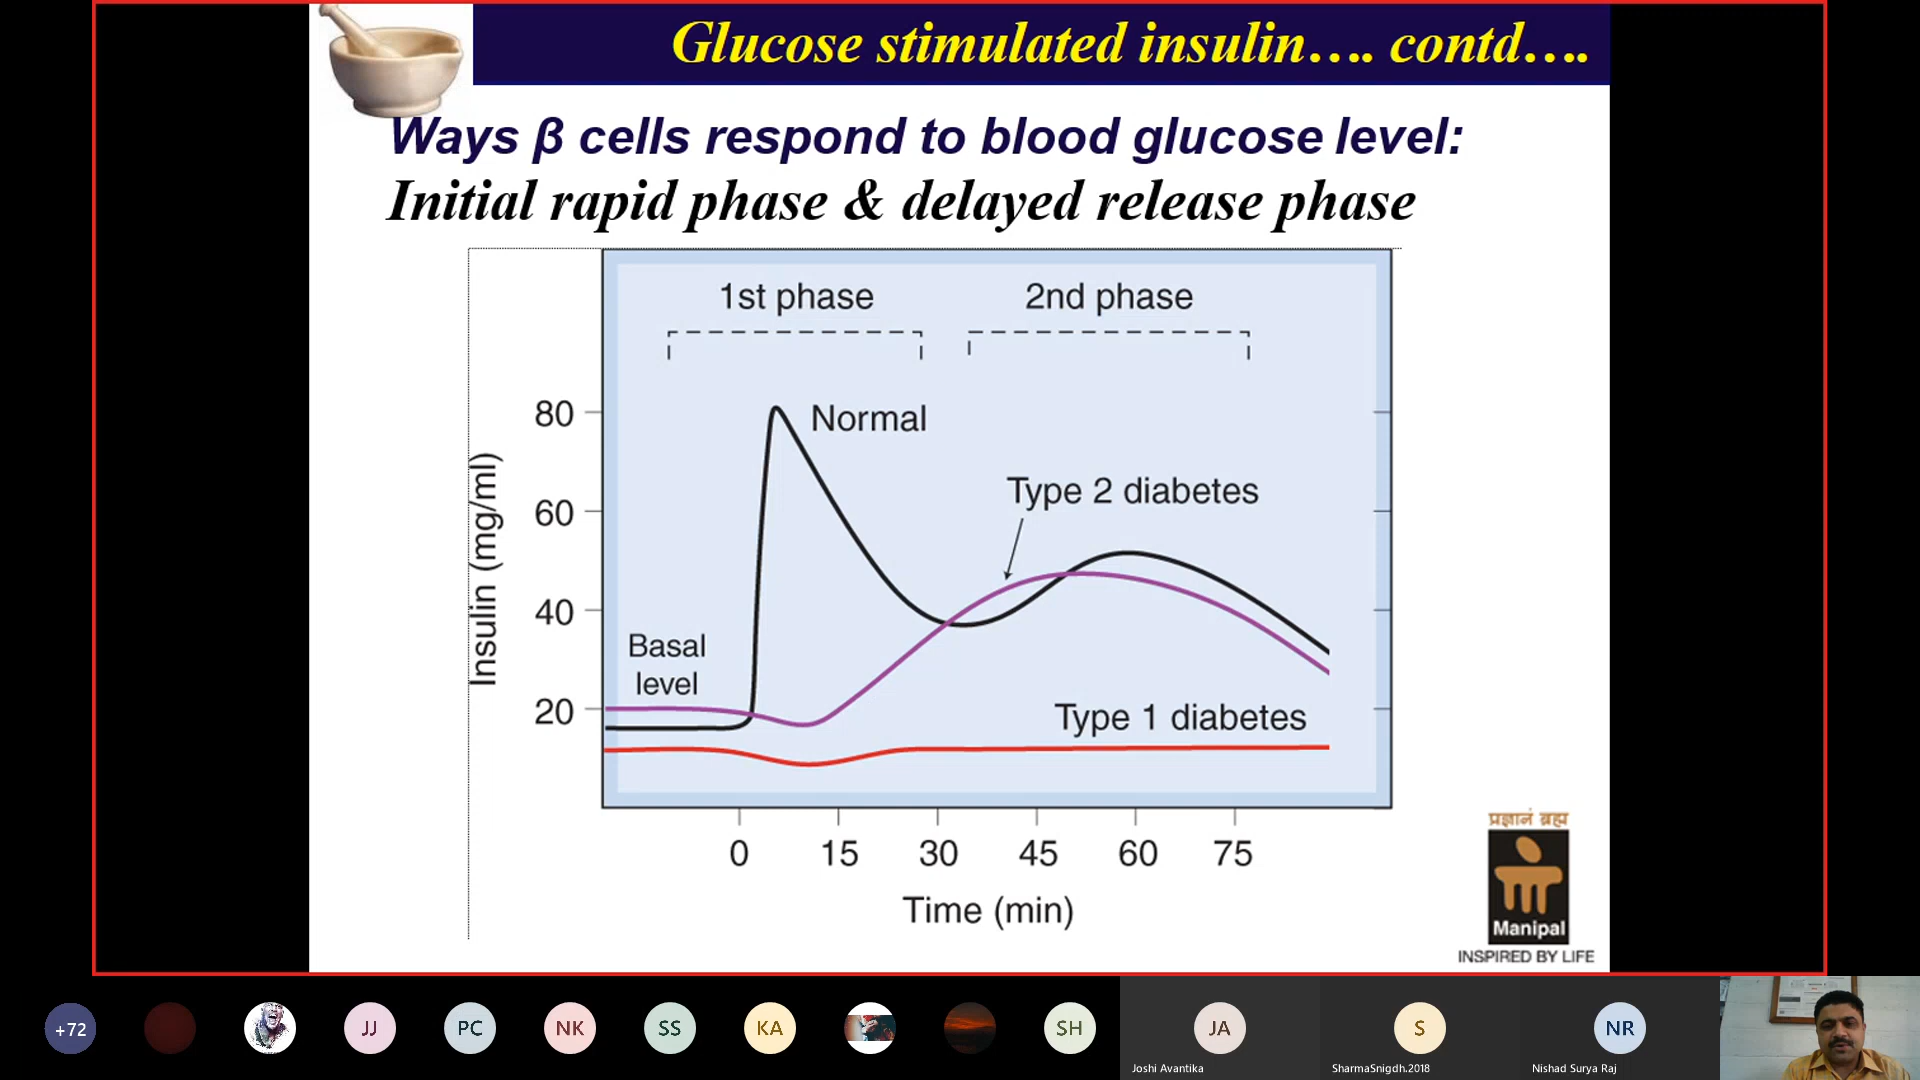 Glucose stimulated insulin.... contd....
Ways β cells respond to blood glucose level:
Initial rapid phase & delayed release phase
1st phase
2nd phase
80
Normal
Type 2 diabetes
60
Insulin (mg/ml)
40
Basal
level
20
Type 1 diabetes
0 15 30 45 60 75
Time (min)
प्रज्ञानं ब्रह्म
Manipal
INSPIRED BY LIFE
+72
JJ
PC
NK
SS
KA
SH
JA
S
NR
Joshi Avantika
SharmaSnigdh.2018
Nishad Surya Raj